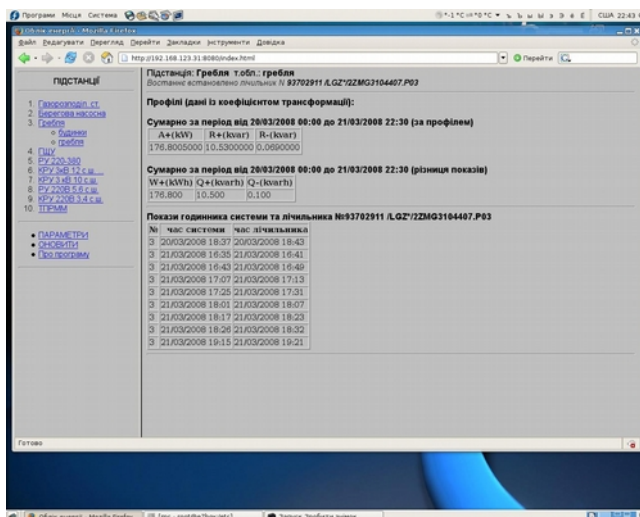 Програми Місця Система
США 22:43
Облік енергії - Mozilla Firefox
Файл Редагувати Перегляд Перейти Закладки Інструменти Довідка
http://192.168.123.31:8080/index.html
Перейти
ПІДСТАНЦІЇ
1. Газорозподіл. ст.
2. Берегова насосна
3. Гребля
будинки
гребля
4. ГЩУ
5. РУ 220-380
6. КРУ 3кВ 12 с.ш.
7. КРУ 3 кВ 10 с.ш.
8. РУ 220В 5.6 с.ш.
9. КРУ 220В 3.4 с.ш.
10. ТПРММ
ПАРАМЕТРИ
ОНОВИТИ
Про програму
Підстанція: Гребля т.обл.: гребля
Востаннє встановлено лічильник N 93702911 /LGZ*/2ZMG3104407.P03
Профілі (дані із коефіцієнтом трансформації):
Сумарно за період від 20/03/2008 00:00 до 21/03/2008 22:30 (за профілем)
A+(kW) R+(kvar) R-(kvar)
176.8005000 10.5300000 0.0690000
Сумарно за період від 20/03/2008 00:00 до 21/03/2008 22:30 (різниця показів)
W+(kWh) Q+(kvarh) Q-(kvarh)
176.800 10.500 0.100
Покази годинника системи та лічильника №93702911 /LGZ*/2ZMG3104407.P03
№ час системи час лічильника
3 20/03/2008 18:37 20/03/2008 18:43
3 21/03/2008 16:35 21/03/2008 16:41
3 21/03/2008 16:43 21/03/2008 16:49
3 21/03/2008 17:07 21/03/2008 17:13
3 21/03/2008 17:25 21/03/2008 17:31
3 21/03/2008 18:01 21/03/2008 18:07
3 21/03/2008 18:17 21/03/2008 18:23
3 21/03/2008 18:26 21/03/2008 18:32
3 21/03/2008 19:15 21/03/2008 19:21
Готово
Облік енергії - Mozilla Firefox